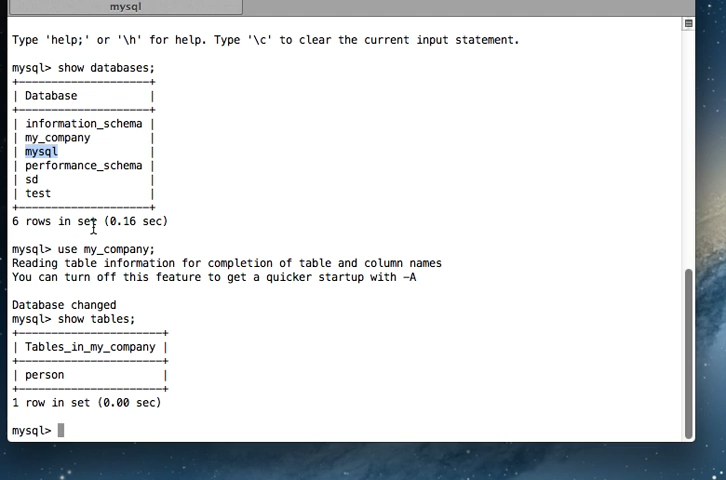 mysql
Type 'help;' or '\h' for help. Type '\c' to clear the current input statement.
mysql> show databases;
+--------------------+
| Database           |
+--------------------+
| information_schema |
| my_company         |
| mysql              |
| performance_schema |
| sd                 |
| test               |
+--------------------+
6 rows in set (0.16 sec)
mysql> use my_company;
Reading table information for completion of table and column names
You can turn off this feature to get a quicker startup with -A
Database changed
mysql> show tables;
+----------------------+
| Tables_in_my_company |
+----------------------+
| person               |
+----------------------+
1 row in set (0.00 sec)
mysql>